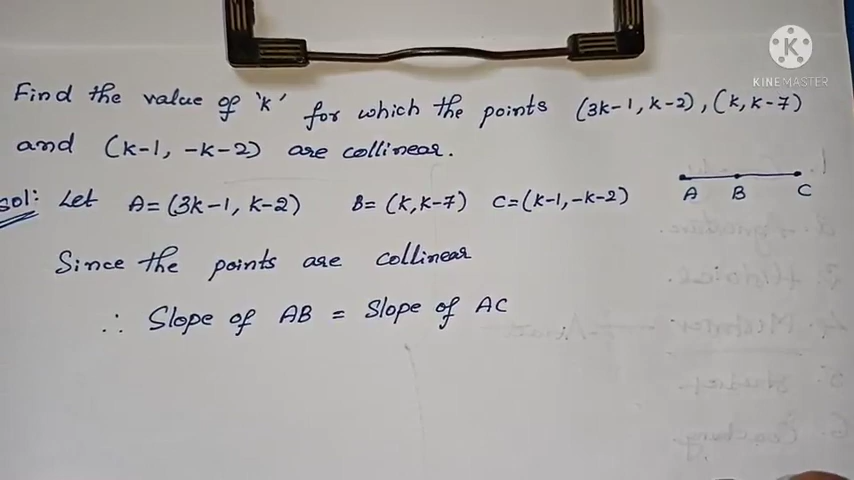 K
KINEMASTER
Find the value of 'k' for which the points (3k-1, k-2), (k, k-7)
and (k-1, -k-2) are collinear.
Sol: Let A = (3k-1, k-2) B = (k, k-7) C = (k-1, -k-2)
A B C
Since the points are collinear
∴ Slope of AB = Slope of AC